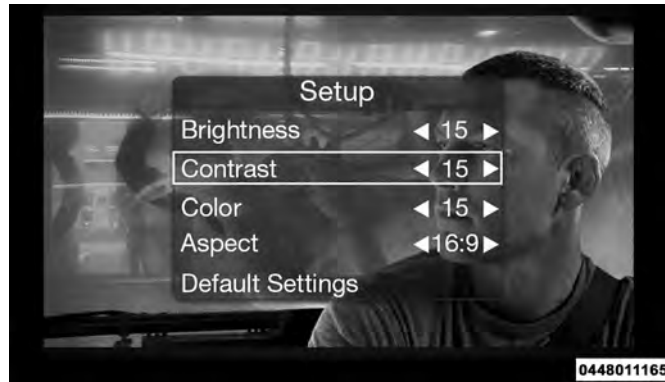 Setup
Brightness ◀ 15 ▶
Contrast ◀ 15 ▶
Color ◀ 15 ▶
Aspect ◀16:9▶
Default Settings
0448011165